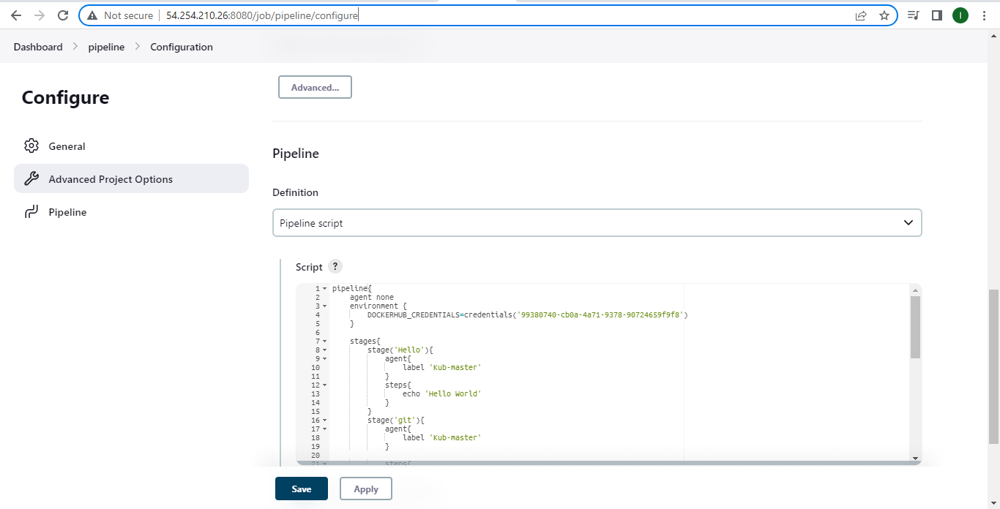 Not secure 54.254.210.26:8080/job/pipeline/configure
I
Dashboard pipeline Configuration
Configure
General
Advanced Project Options
Pipeline
Advanced...
Pipeline
Definition
Pipeline script
Script ?
1 pipeline{
2 agent none
3 environment {
4 DOCKERHUB_CREDENTIALS=credentials('99380740-cb0a-4a71-9378-90724659f9f8')
5 }
6
7 stages{
8 stage('Hello'){
9 agent{
10 label 'Kub-master'
11 }
12 steps{
13 echo 'Hello World'
14 }
15 }
16 stage('git'){
17 agent{
18 label 'Kub-master'
19 }
20
21 steps{
Save Apply